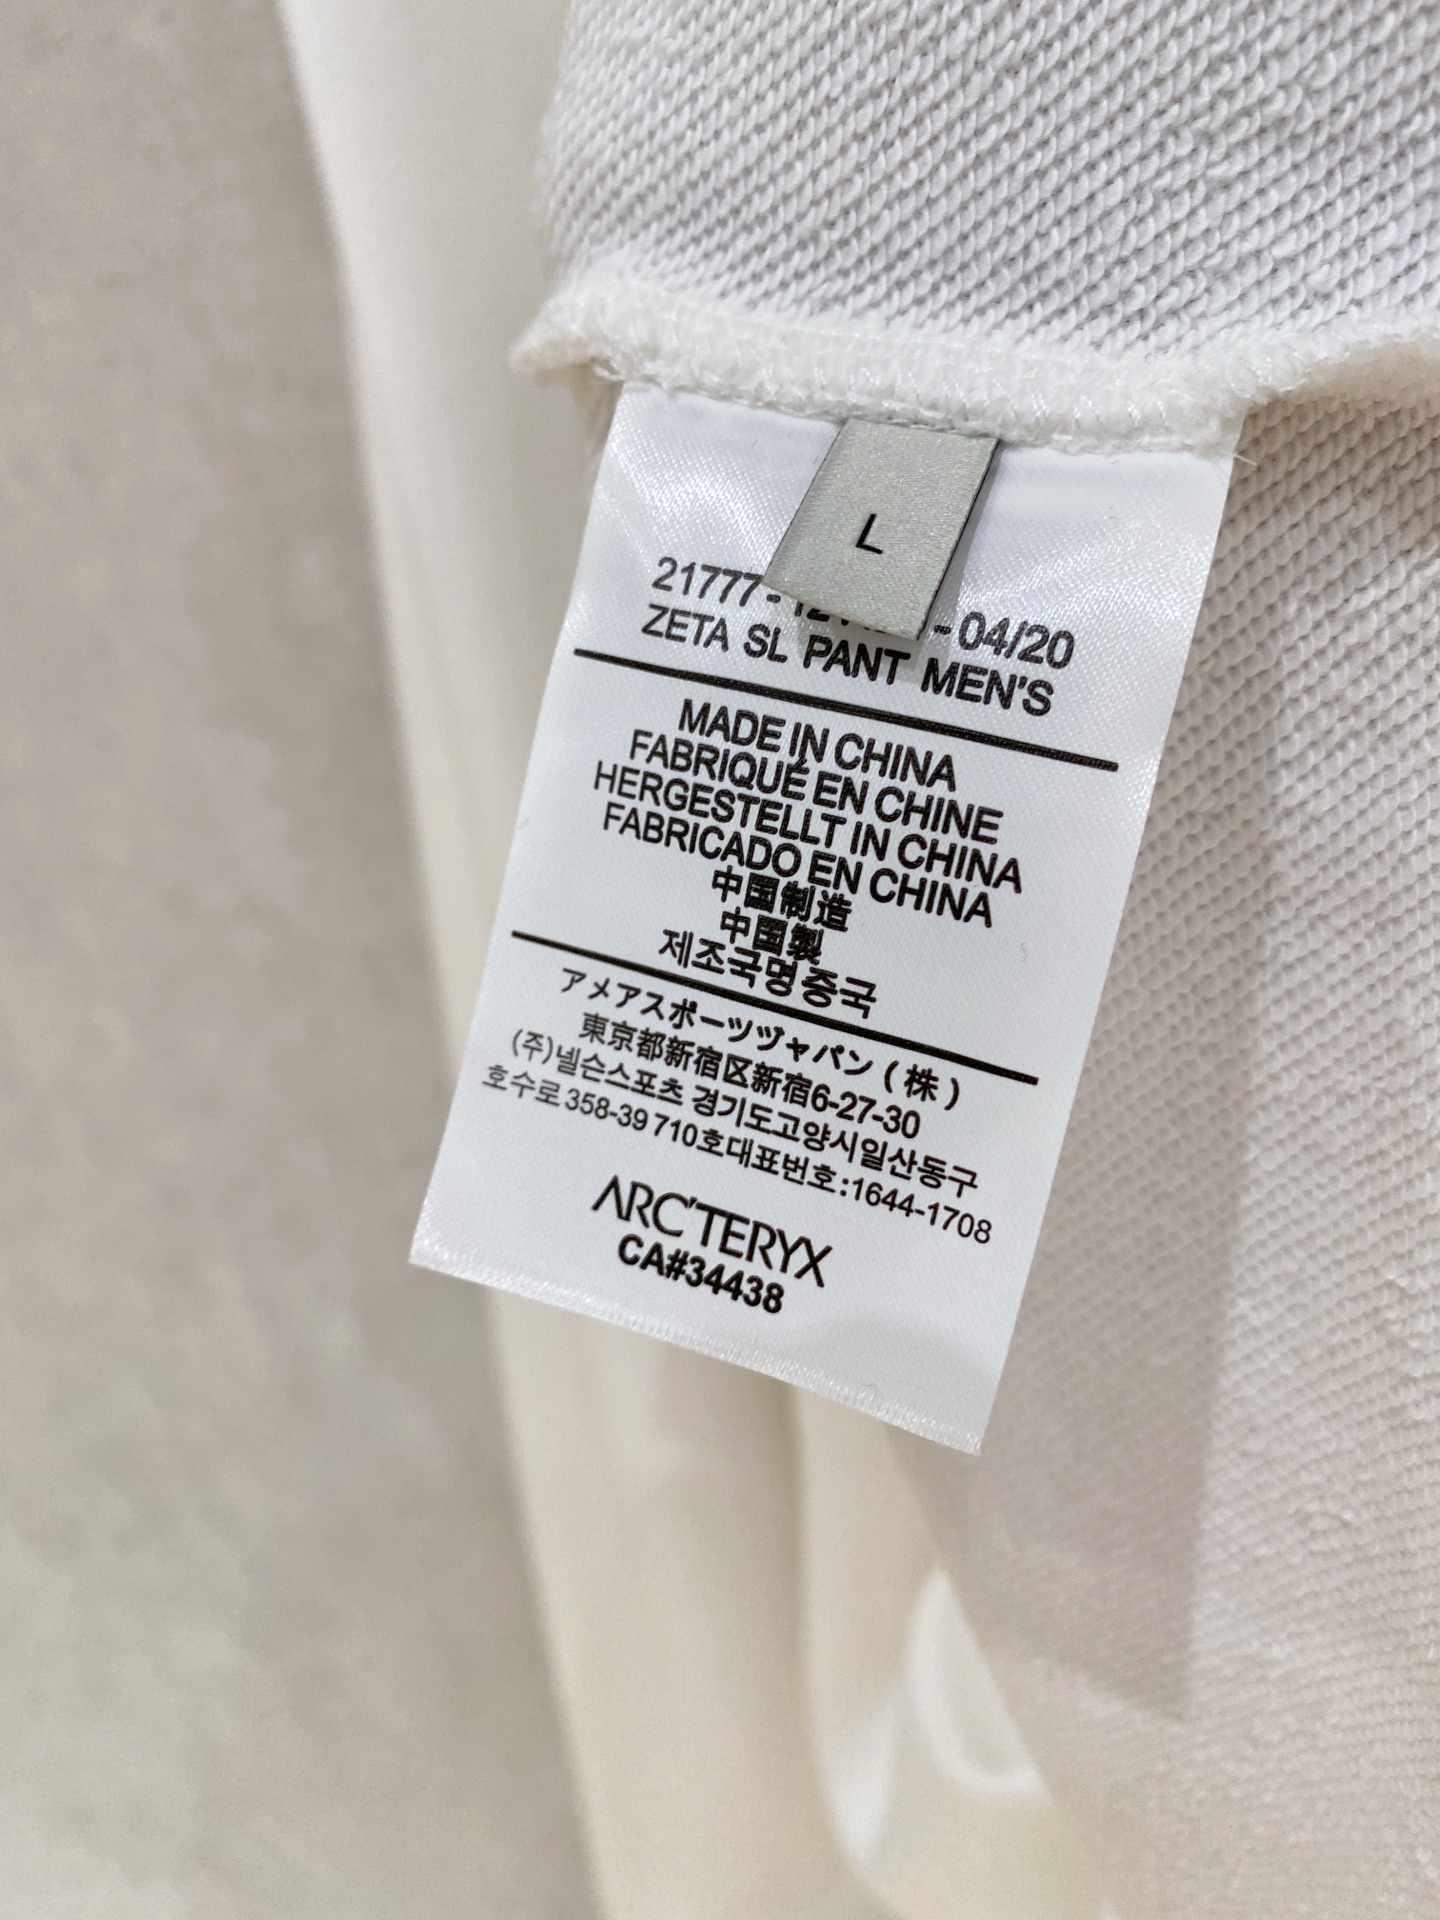 L
21777- -04/20
ZETA SL PANT MEN'S
MADE IN CHINA
FABRIQUÉ EN CHINE
HERGESTELLT IN CHINA
FABRICADO EN CHINA
中国制造
中国製
제조국명중국
アメアスポーツヅャパン (株)
東京都新宿区新宿6-27-30
(주)넬슨스포츠 경기도고양시일산동구
호수로 358-39 710호대표번호:1644-1708
ARC'TERYX
CA#34438